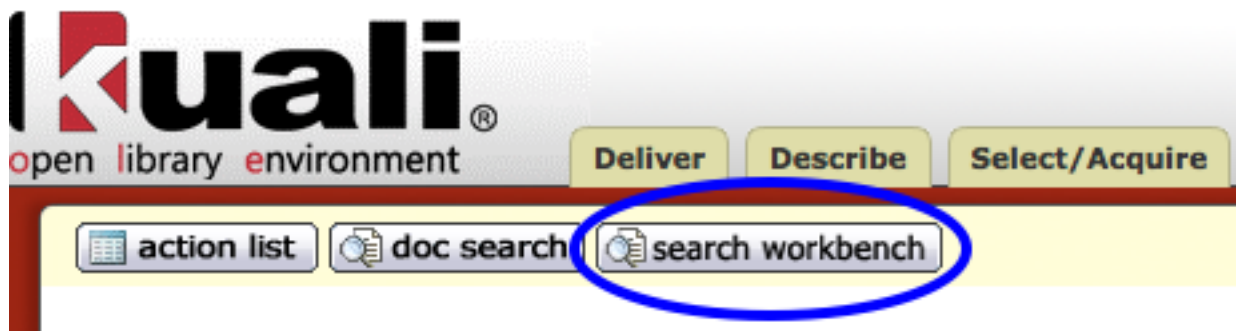 kuali®
open library environment
Deliver Describe Select/Acquire
action list doc search search workbench